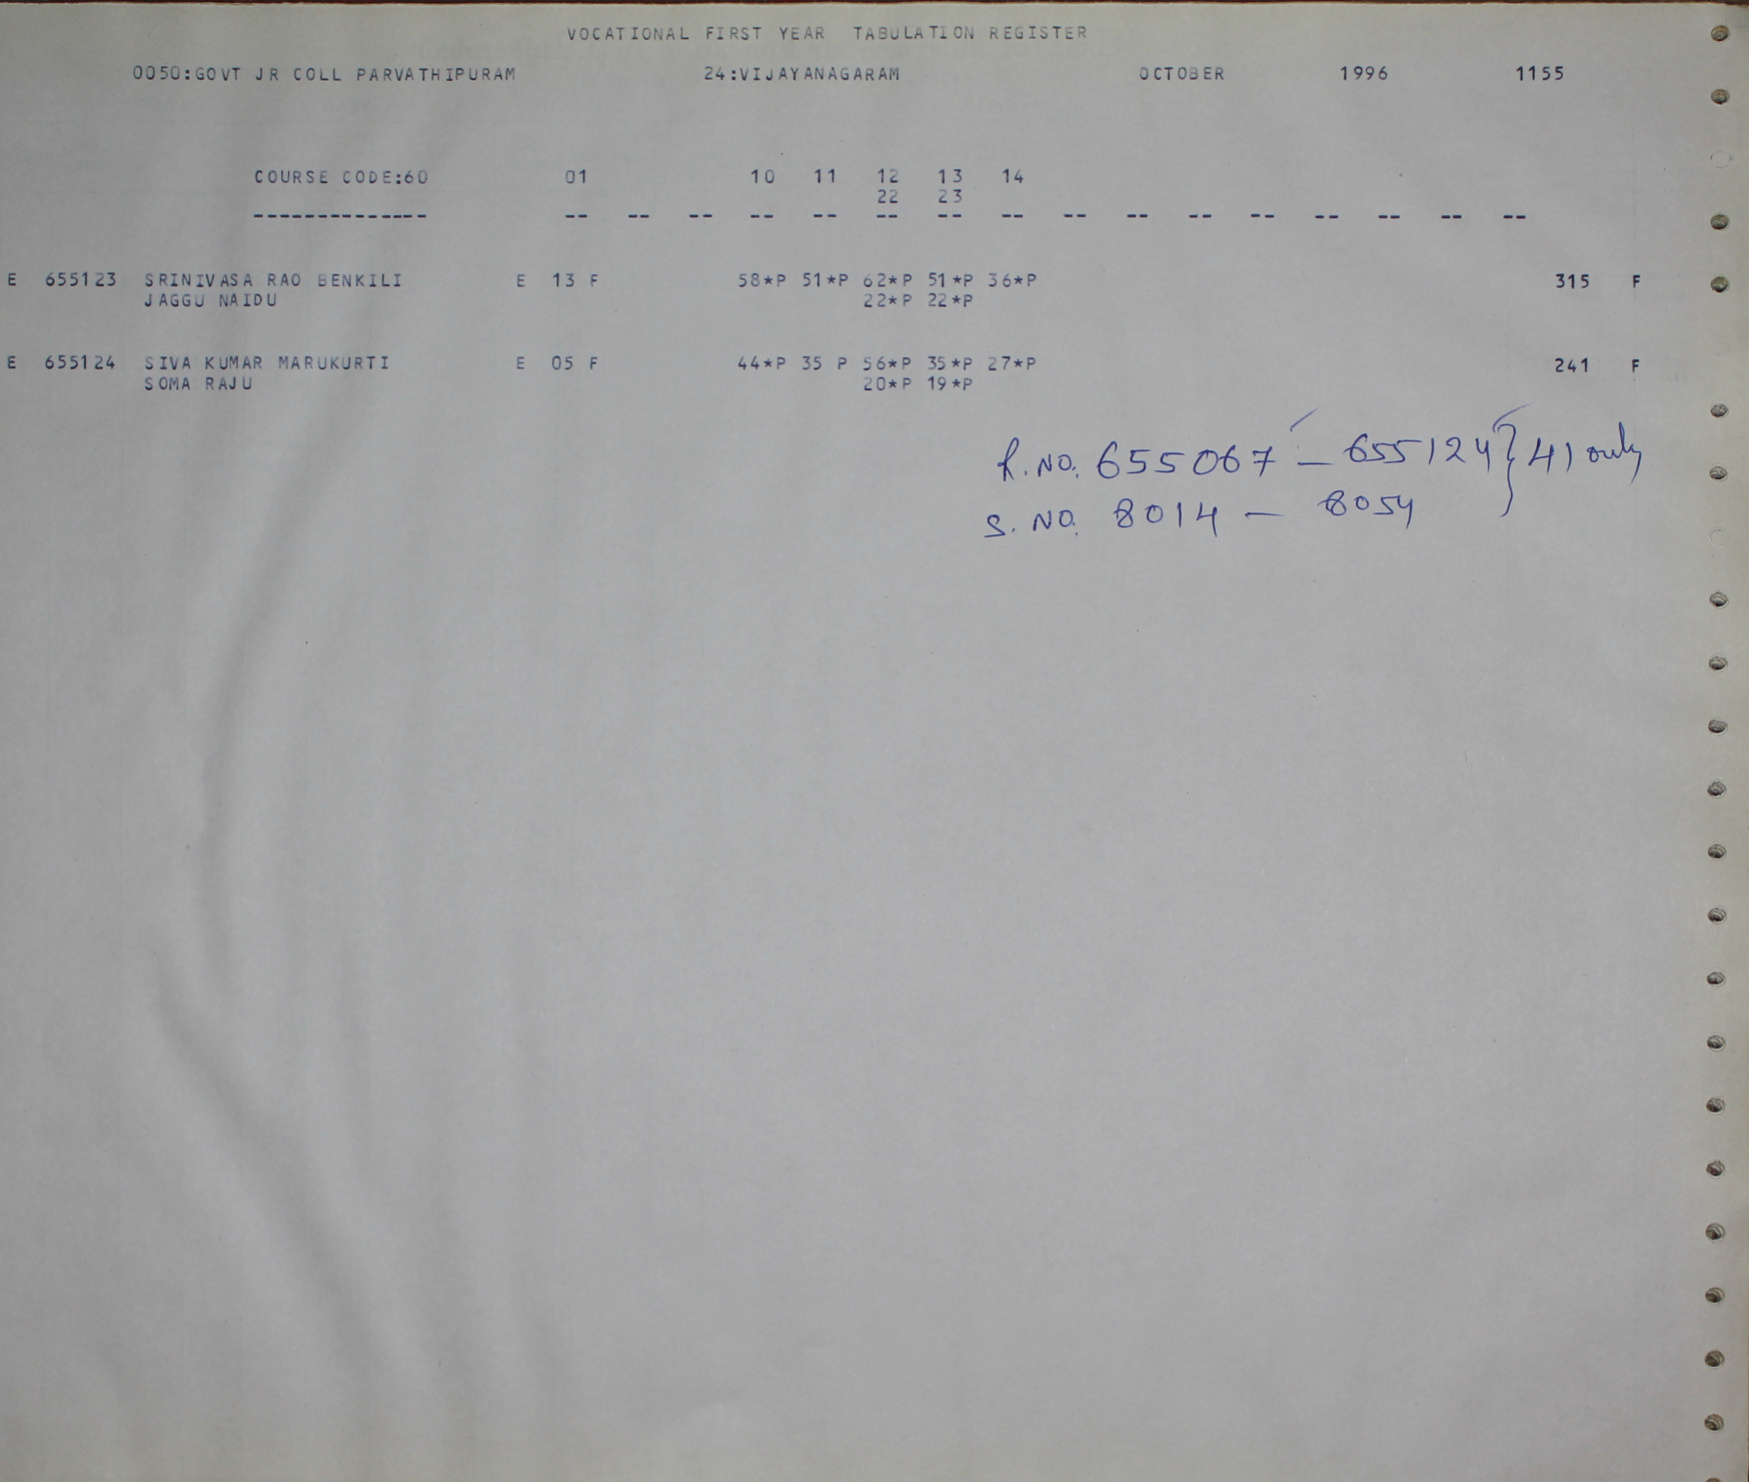 VOCATIONAL FIRST YEAR TABULATION REGISTER
0050:GOVT JR COLL PARVATHIPURAM 24:VIJAYANAGARAM OCTOBER 1996 1155
COURSE CODE:60 01 10 11 12 13 14
22 23
-------------- -- -- -- -- -- -- -- -- -- -- -- -- -- -- -- --
E 655123 SRINIVASA RAO BENKILI E 13 F 58*P 51*P 62*P 51*P 36*P 315 F
JAGGU NAIDU 22*P 22*P
E 655124 SIVA KUMAR MARUKURTI E 05 F 44*P 35 P 56*P 35*P 27*P 241 F
SOMA RAJU 20*P 19*P
R.NO. 655067 - 655124 } 41 only
S.NO. 8014 - 8054